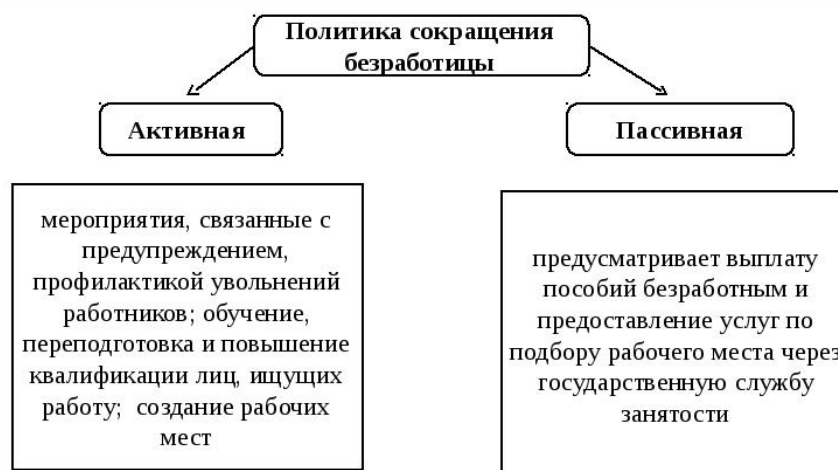 Политика сокращения
безработицы
Активная
Пассивная
мероприятия, связанные с
предупреждением,
профилактикой увольнений
работников; обучение,
переподготовка и повышение
квалификации лиц, ищущих
работу; создание рабочих
мест
предусматривает выплату
пособий безработным и
предоставление услуг по
подбору рабочего места через
государственную службу
занятости